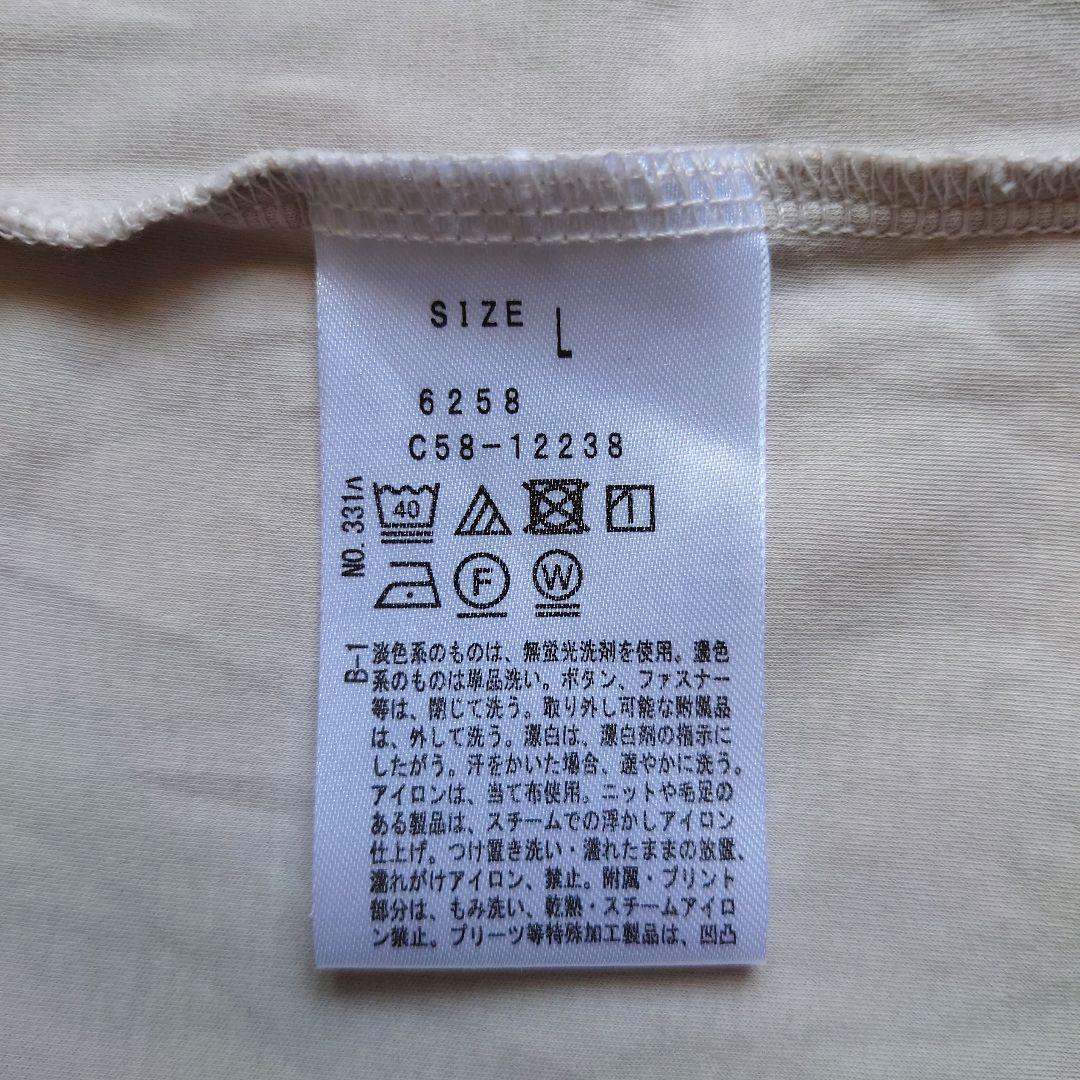 SIZE L
6258
C58-12238
NO.331
40
F W
B-1
淡色系のものは、無蛍光洗剤を使用。濃色
系のものは単品洗い。ボタン、ファスナー
等は、閉じて洗う。取り外し可能な附属品
は、外して洗う。漂白は、漂白剤の指示に
したがう。汗をかいた場合、速やかに洗う。
アイロンは、当て布使用。ニットや毛足の
ある製品は、スチームでの浮かしアイロン
仕上げ。つけ置き洗い・濡れたままの放置、
濡れがけアイロン、禁止。附属・プリント
部分は、もみ洗い、乾熱・スチームアイロ
ン禁止。プリーツ等特殊加工製品は、凹凸